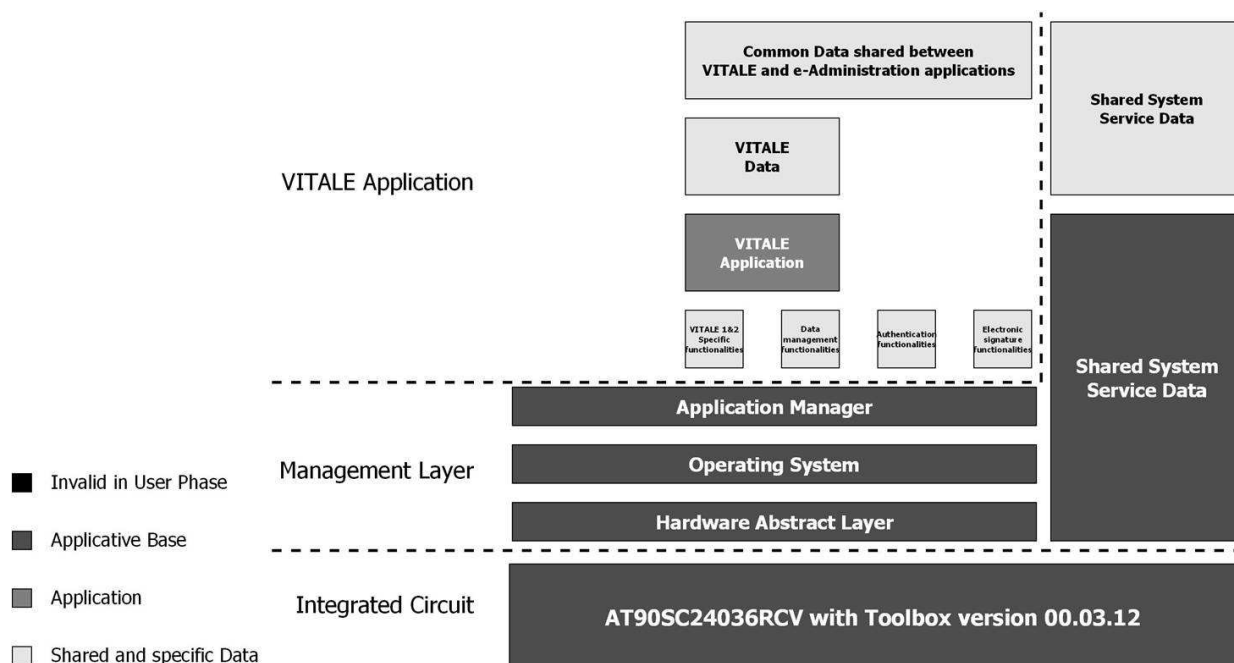 Common Data shared between
VITALE and e-Administration applications
Shared System
Service Data
VITALE Application
VITALE
Data
VITALE
Application
VITALE 1&2
Specific
functionalities
Data
management
functionalities
Authentication
functionalities
Electronic
signature
functionalities
Shared System
Service Data
Application Manager
Management Layer
Operating System
Hardware Abstract Layer
Integrated Circuit
AT90SC24036RCV with Toolbox version 00.03.12
Invalid in User Phase
Applicative Base
Application
Shared and specific Data